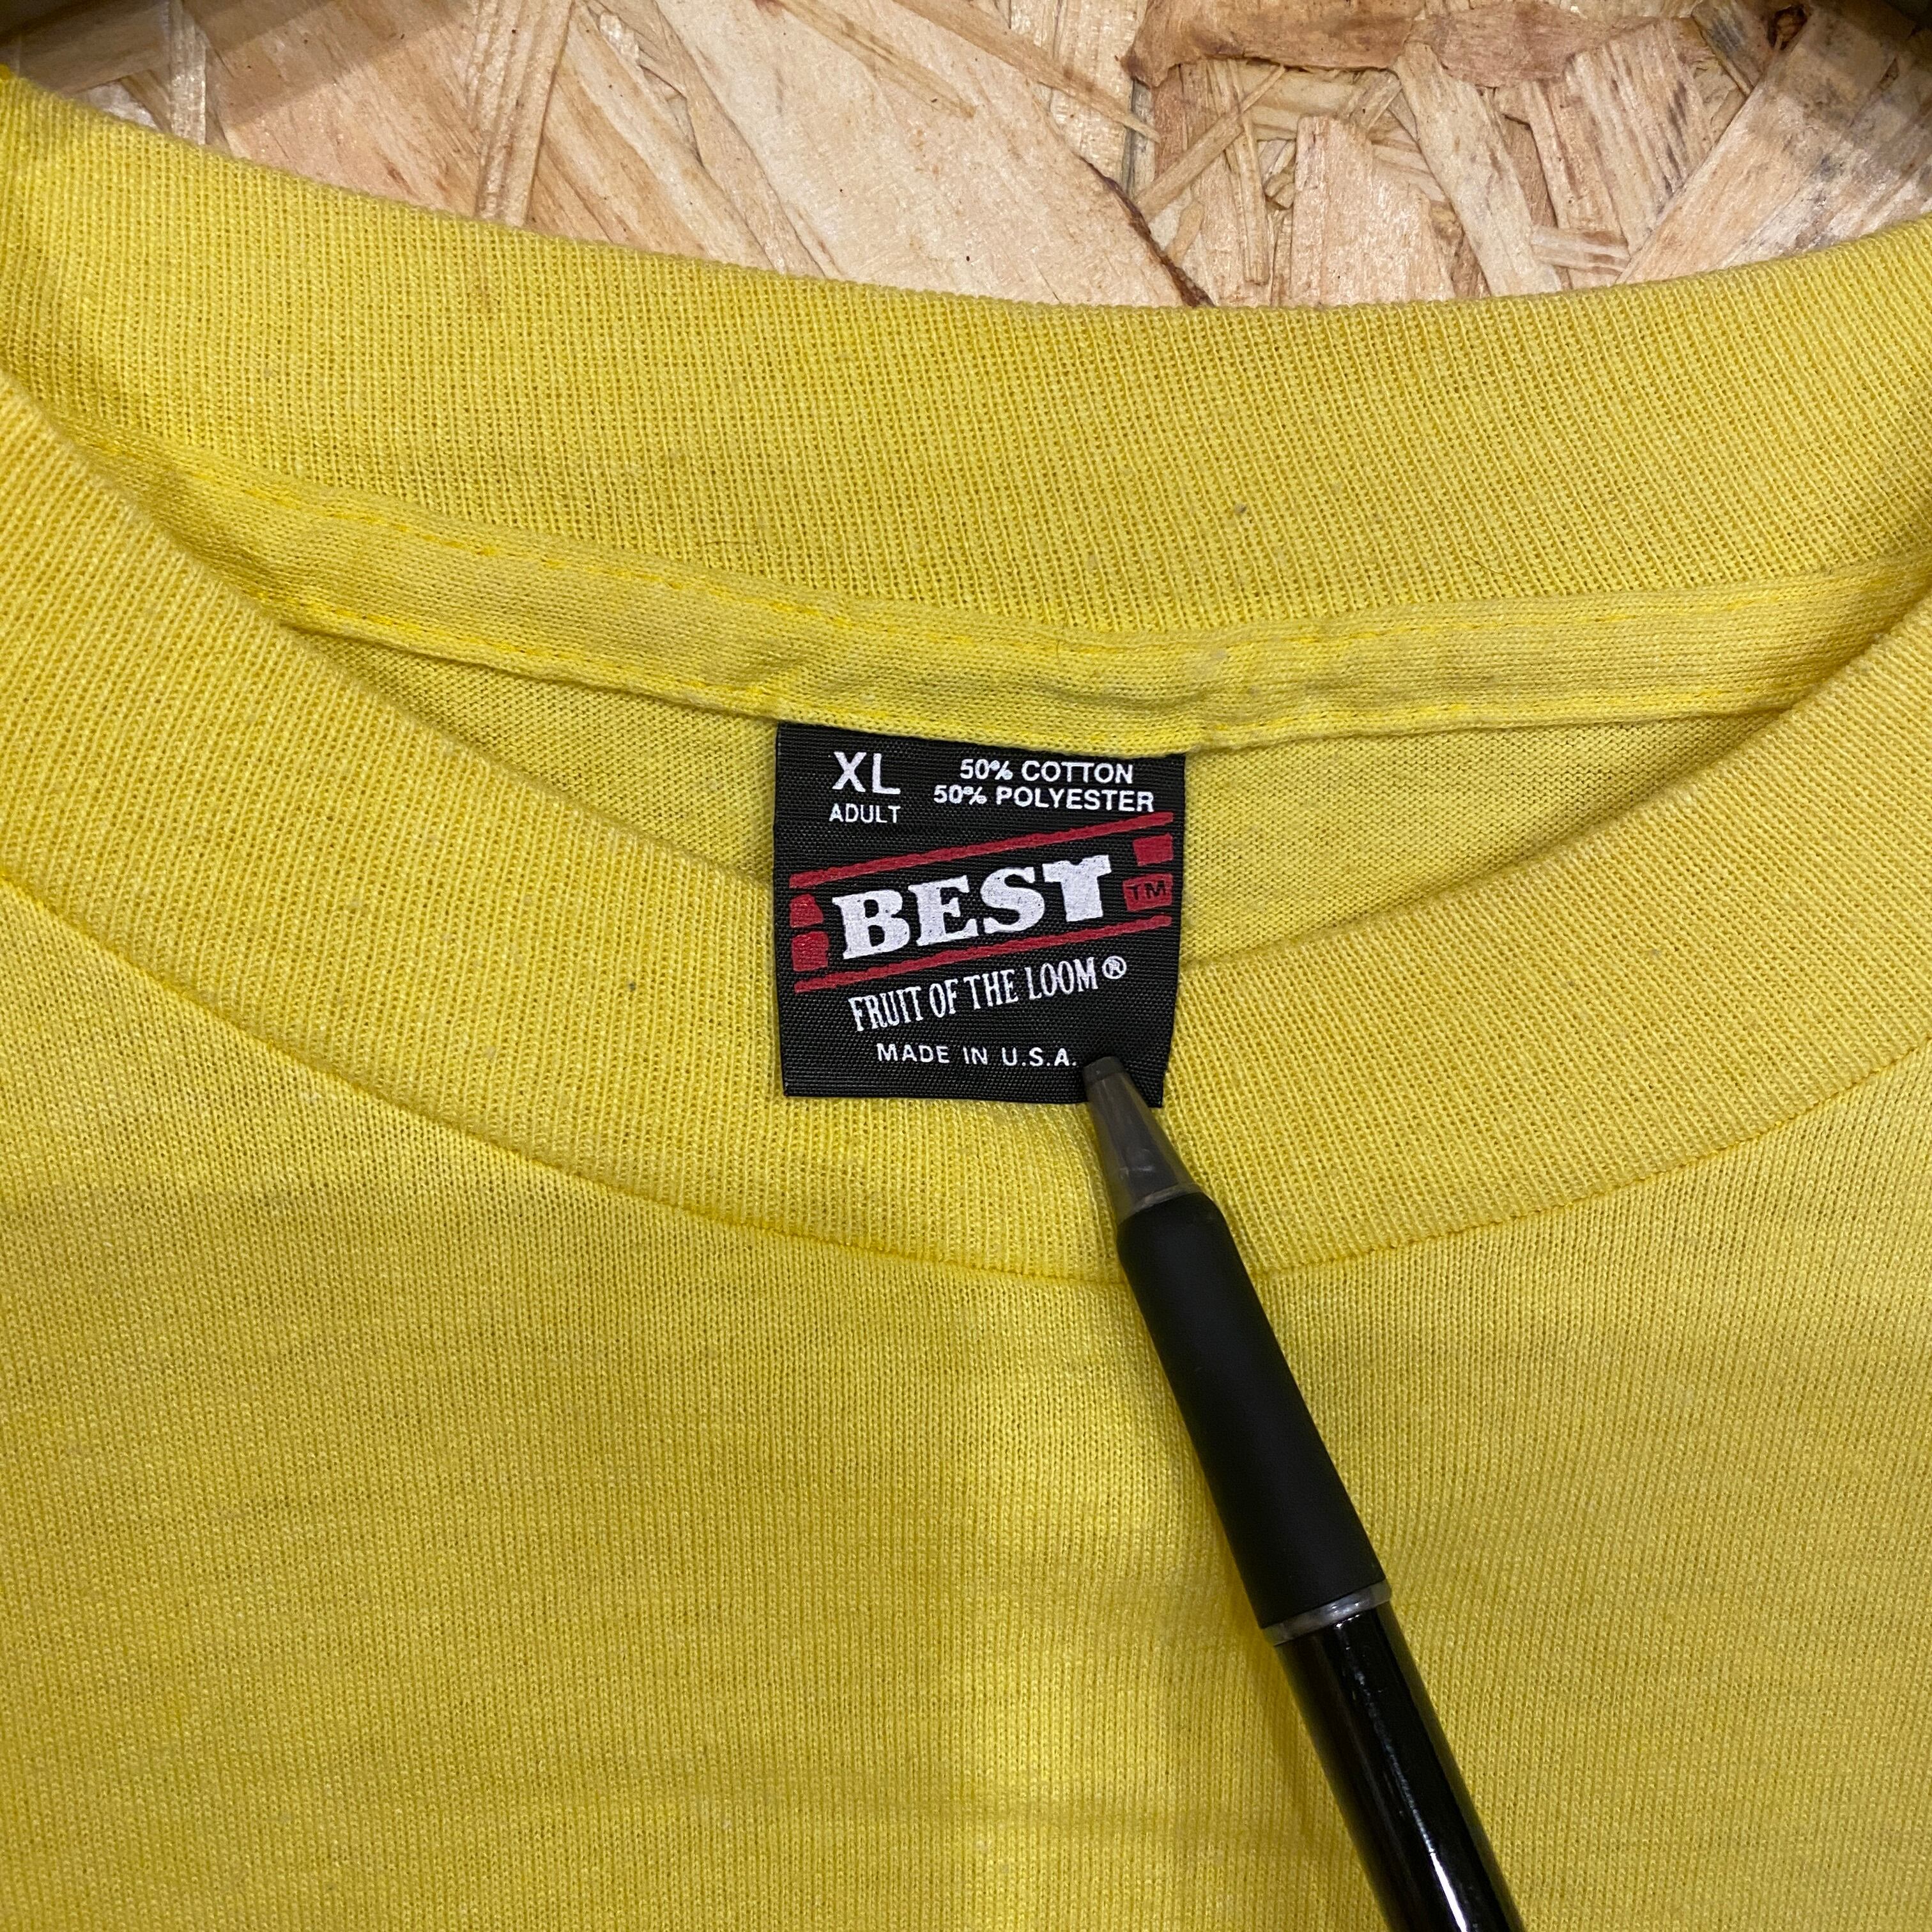 XL
ADULT
50% COTTON
50% POLYESTER
BEST™
FRUIT OF THE LOOM®
MADE IN U.S.A.